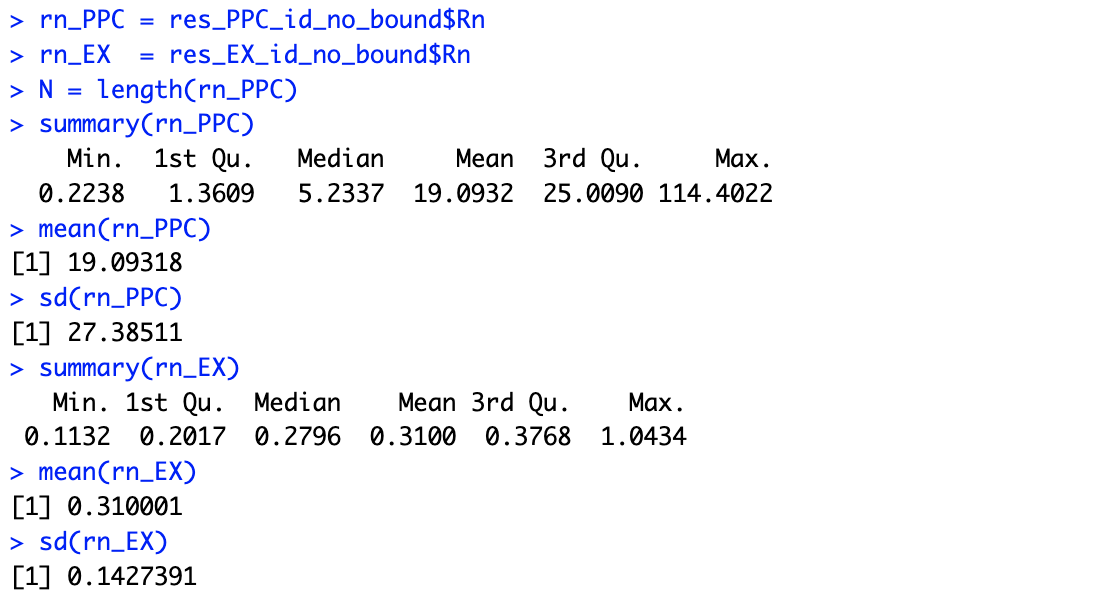 > rn_PPC = res_PPC_id_no_bound$Rn
> rn_EX  = res_EX_id_no_bound$Rn
> N = length(rn_PPC)
> summary(rn_PPC)
    Min.  1st Qu.   Median     Mean  3rd Qu.     Max.
  0.2238   1.3609   5.2337  19.0932  25.0090 114.4022
> mean(rn_PPC)
[1] 19.09318
> sd(rn_PPC)
[1] 27.38511
> summary(rn_EX)
   Min. 1st Qu.  Median    Mean 3rd Qu.    Max.
 0.1132  0.2017  0.2796  0.3100  0.3768  1.0434
> mean(rn_EX)
[1] 0.310001
> sd(rn_EX)
[1] 0.1427391